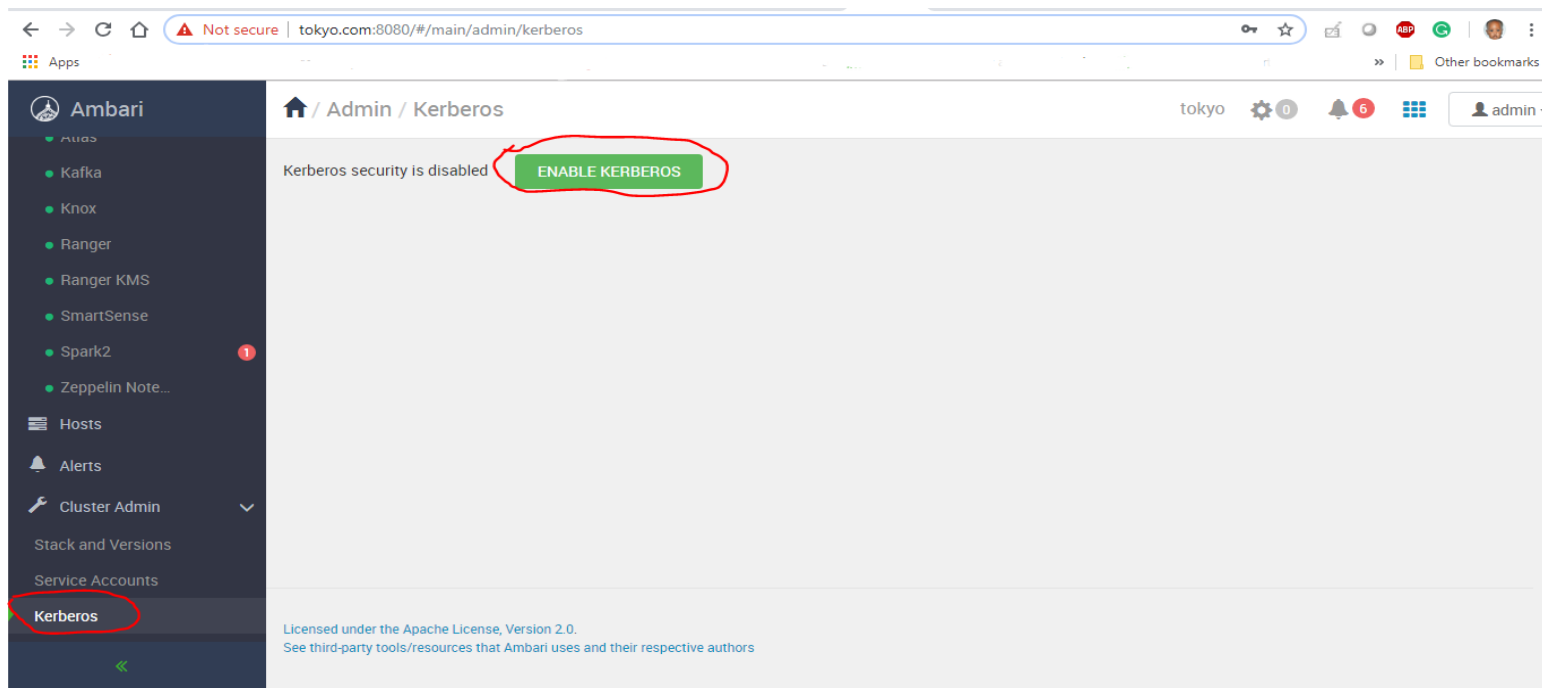 Not secure | tokyo.com:8080/#/main/admin/kerberos
ABP
G
Apps
» Other bookmarks
Ambari
/ Admin / Kerberos
tokyo 0 6 admin
Atlas
Kafka
Knox
Ranger
Ranger KMS
SmartSense
Spark2 1
Zeppelin Note...
Hosts
Alerts
Cluster Admin
Stack and Versions
Service Accounts
Kerberos
«
Kerberos security is disabled ENABLE KERBEROS
Licensed under the Apache License, Version 2.0.
See third-party tools/resources that Ambari uses and their respective authors